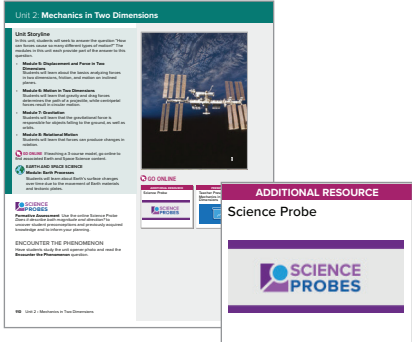 Unit 2: Mechanics in Two Dimensions
Unit Storyline
In this unit, students will seek to answer the question "How
can forces cause so many different types of motion?" The
modules in this unit each provide part of the answer to this
question.
Module 5: Displacement and Force in Two
Dimensions
Students will learn about the basics analyzing forces
in two dimensions, friction, and motion on inclined
planes.
Module 6: Motion in Two Dimensions
Students will learn that gravity and drag forces
determines the path of a projectile, while centripetal
forces result in circular motion.
Module 7: Gravitation
Students will learn that the gravitational force is
responsible for objects falling to the ground, as well as
orbits.
Module 8: Rotational Motion
Students will learn that forces can produce changes in
rotation.
GO ONLINE If teaching a 3-course model, go online to
find associated Earth and Space Science content.
EARTH AND SPACE SCIENCE
Module: Earth Processes
Students will learn about Earth's surface changes
over time due to the movement of Earth materials
and tectonic plates.
SCIENCE
PROBES
Formative Assessment Use the online Science Probe
Does it describe both magnitude and direction? to
uncover student preconceptions and previously acquired
knowledge and to inform your planning.
ENCOUNTER THE PHENOMENON
Have students study the unit opener photo and read the
Encounter the Phenomenon question.
110 Unit 2 • Mechanics in Two Dimensions
GO ONLINE
ADDITIONAL RESOURCE
Science Probe
SCIENCE
PROBES
Mechanics in
Dimensions
ADDITIONAL RESOURCE
Science Probe
SCIENCE
PROBES